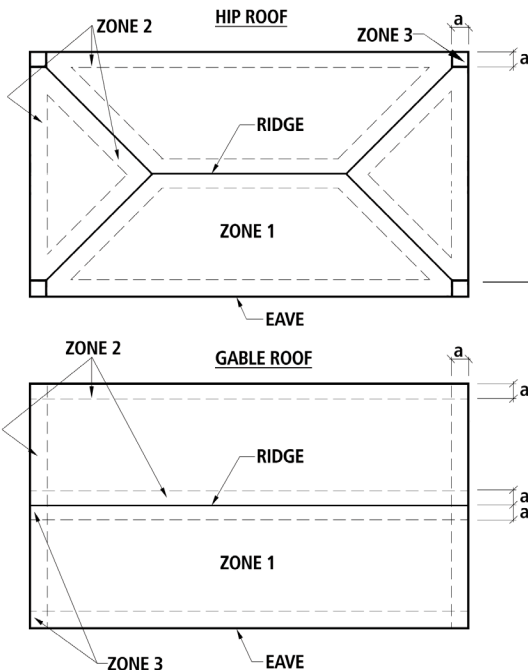 HIP ROOF
ZONE 2
a
ZONE 3
a
RIDGE
ZONE 1
EAVE
ZONE 2
GABLE ROOF
a
a
RIDGE
a
a
ZONE 1
ZONE 3
EAVE